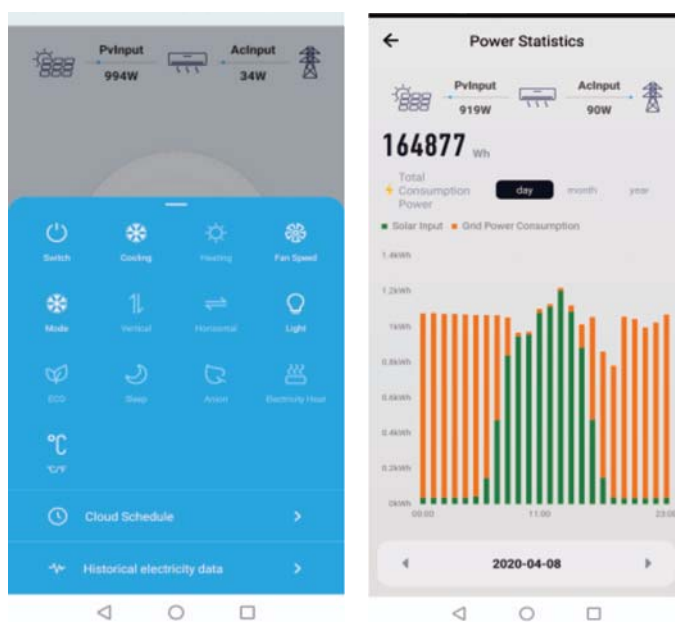 PvInput
AcInput
994W
34W
Switch
Cooling
Heating
Fan Speed
Mode
Vertical
Horizontal
Light
ECO
Sleep
Anion
Electricity Hour
°C
°C/°F
Cloud Schedule
Historical electricity data
Power Statistics
PvInput
AcInput
919W
90W
164877 Wh
Total
Consumption
Power
day
month
year
Solar Input
Grid Power Consumption
1.4kWh
1.2kWh
1kWh
0.8kWh
0.6kWh
0.4kWh
0.2kWh
0kWh
00:00
11:00
23:00
2020-04-08